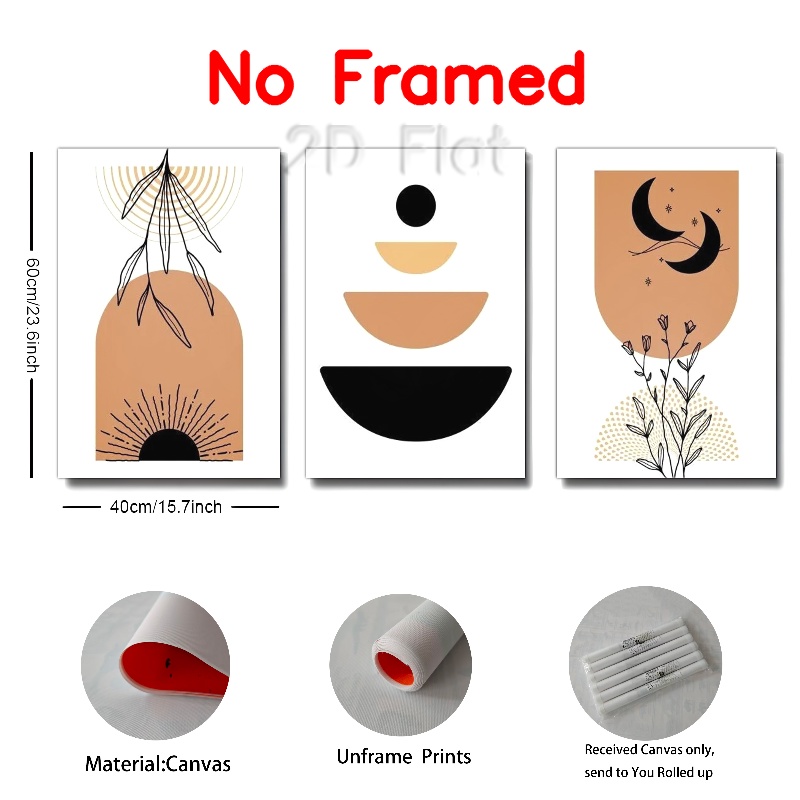 No Framed
2D Flat
60cm/23.6inch
40cm/15.7inch
Material:Canvas
Unframe Prints
Received Canvas only,
send to You Rolled up